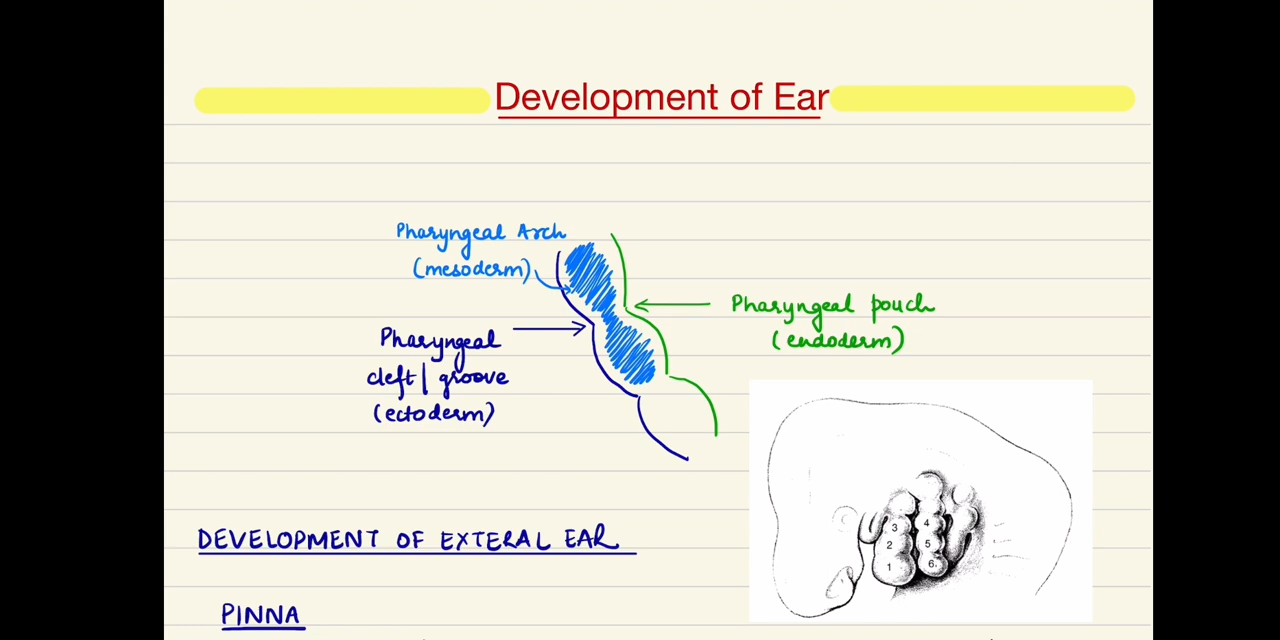 Development of Ear
Pharyngeal Arch
(mesoderm)
Pharyngeal
cleft | groove
(ectoderm)
Pharyngeal pouch
(endoderm)
3
2
1
4
5
6
DEVELOPMENT OF EXTERAL EAR
PINNA